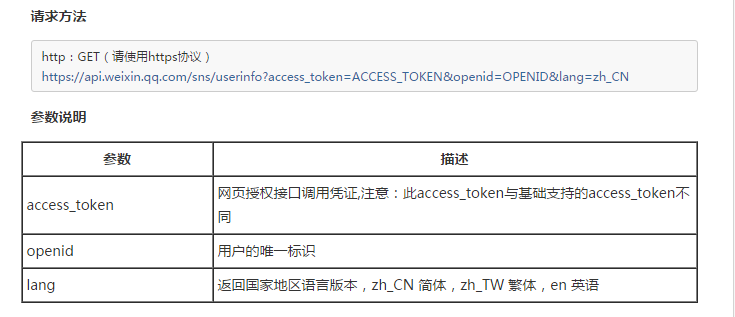 请求方法
http：GET（请使用https协议）
https://api.weixin.qq.com/sns/userinfo?access_token=ACCESS_TOKEN&openid=OPENID&lang=zh_CN
参数说明
参数 描述
access_token 网页授权接口调用凭证,注意：此access_token与基础支持的access_token不
同
openid 用户的唯一标识
lang 返回国家地区语言版本，zh_CN 简体，zh_TW 繁体，en 英语